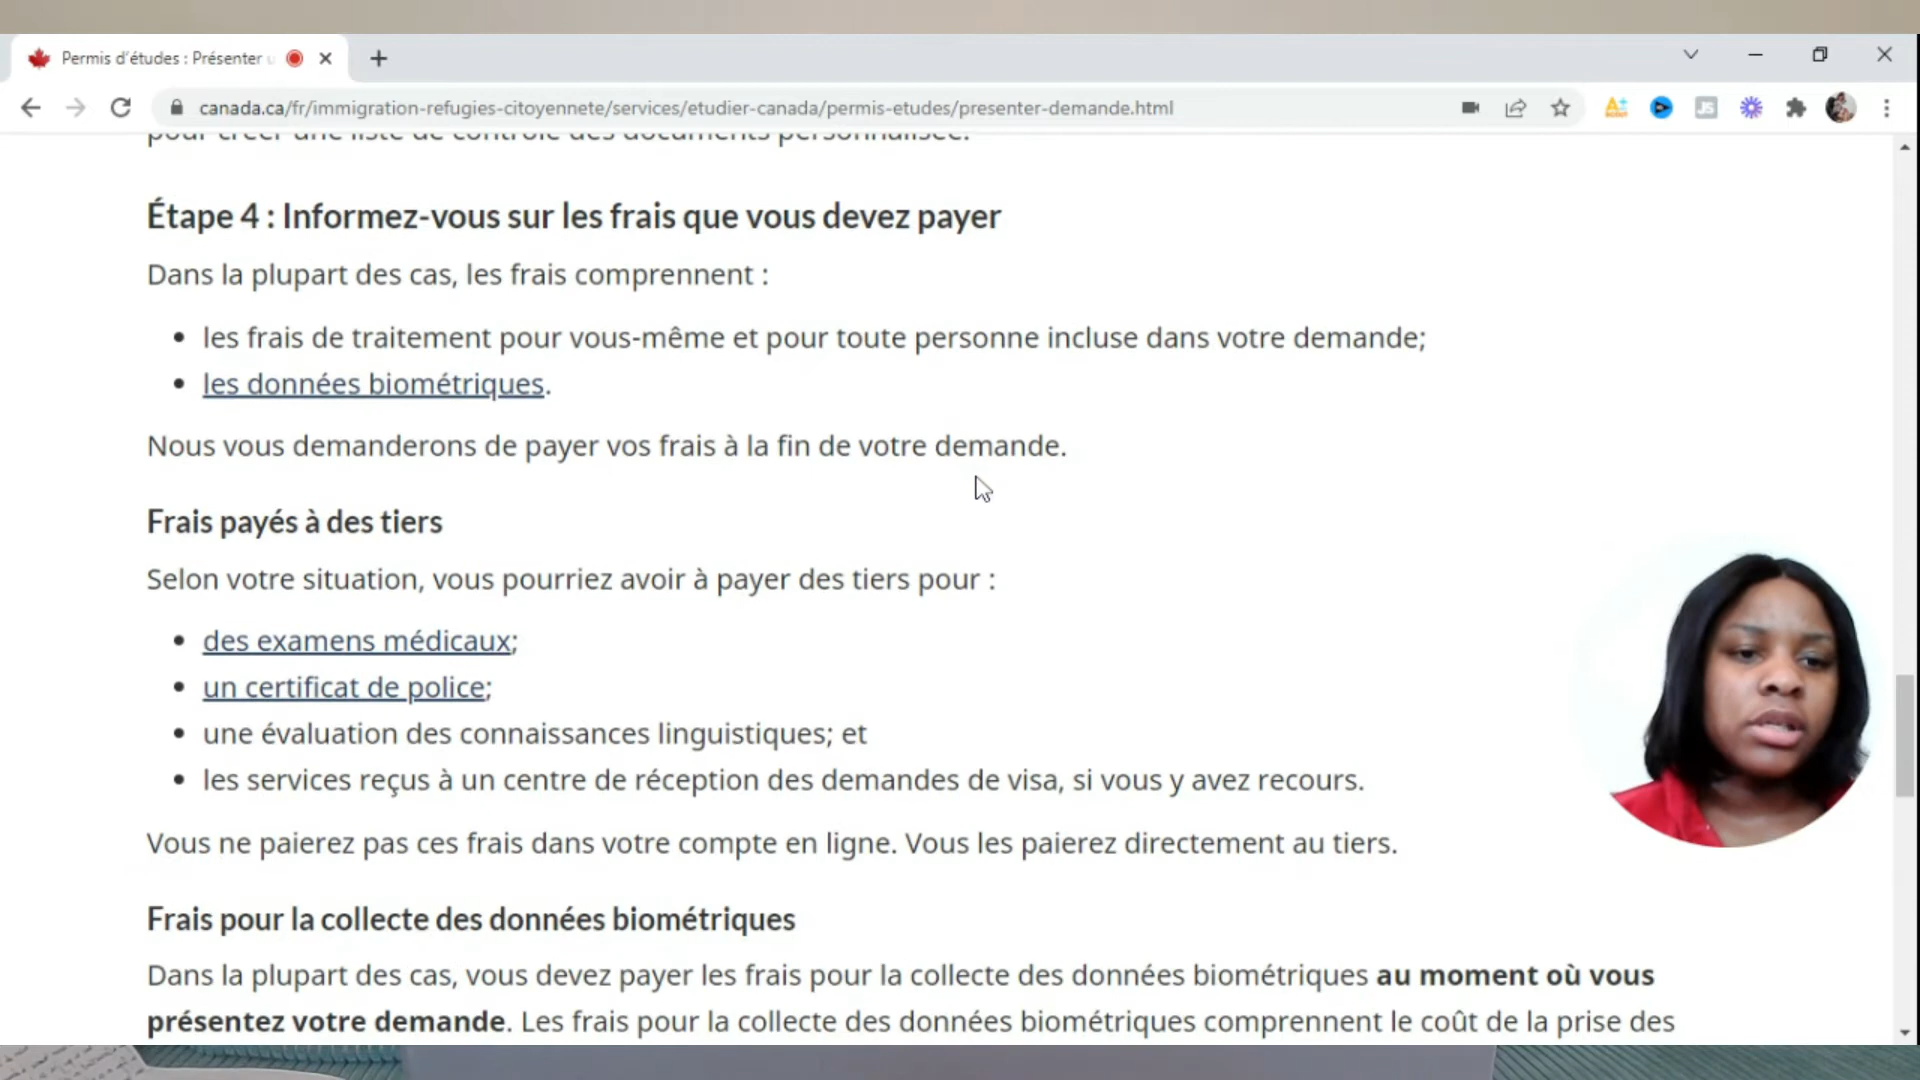 Permis d'études : Présenter u
canada.ca/fr/immigration-refugies-citoyennete/services/etudier-canada/permis-etudes/presenter-demande.html
pour créer une liste de contrôle des documents personnalisée.
Étape 4 : Informez-vous sur les frais que vous devez payer
Dans la plupart des cas, les frais comprennent :
les frais de traitement pour vous-même et pour toute personne incluse dans votre demande;
les données biométriques.
Nous vous demanderons de payer vos frais à la fin de votre demande.
Frais payés à des tiers
Selon votre situation, vous pourriez avoir à payer des tiers pour :
des examens médicaux;
un certificat de police;
une évaluation des connaissances linguistiques; et
les services reçus à un centre de réception des demandes de visa, si vous y avez recours.
Vous ne paierez pas ces frais dans votre compte en ligne. Vous les paierez directement au tiers.
Frais pour la collecte des données biométriques
Dans la plupart des cas, vous devez payer les frais pour la collecte des données biométriques au moment où vous
présentez votre demande. Les frais pour la collecte des données biométriques comprennent le coût de la prise des